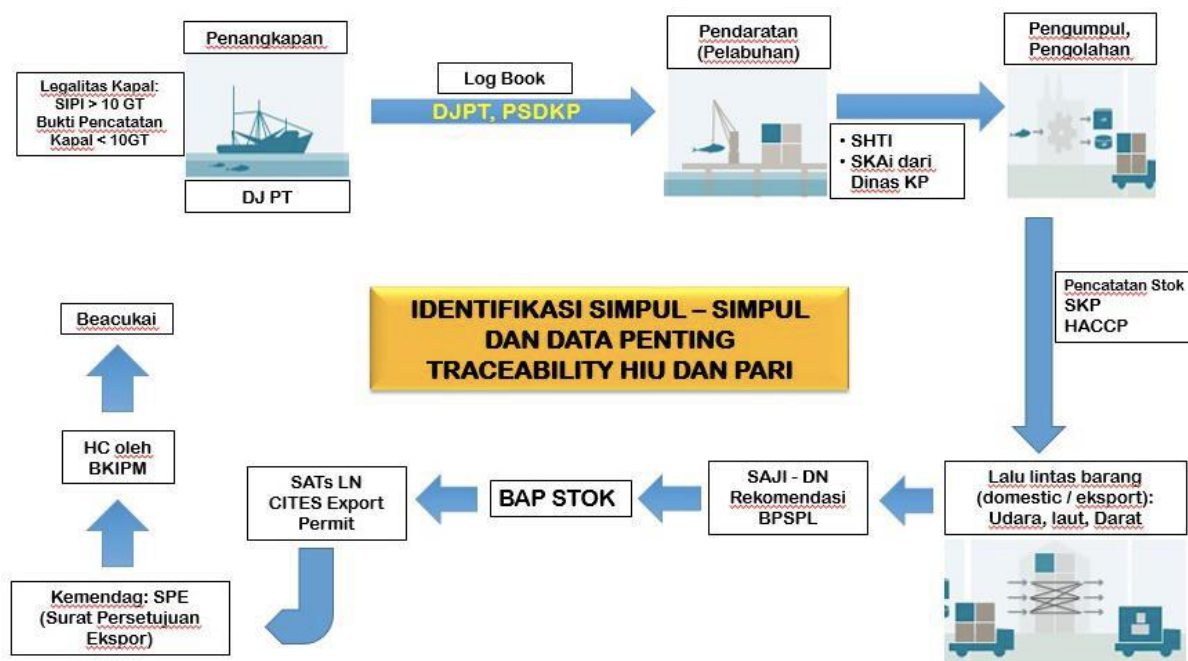 Penangkapan
Legalitas Kapal:
SIPI > 10 GT
Bukti Pencatatan
Kapal < 10GT
DJ PT
Log Book
DJPT, PSDKP
Pendaratan
(Pelabuhan)
• SHTI
• SKAi dari
Dinas KP
Pengumpul,
Pengolahan
Pencatatan Stok
SKP
HACCP
IDENTIFIKASI SIMPUL – SIMPUL
DAN DATA PENTING
TRACEABILITY HIU DAN PARI
Lalu lintas barang
(domestic / eksport):
Udara, laut, Darat
SAJI - DN
Rekomendasi
BPSPL
BAP STOK
SATs LN
CITES Export
Permit
Kemendag: SPE
(Surat Persetujuan
Ekspor)
HC oleh
BKIPM
Beacukai